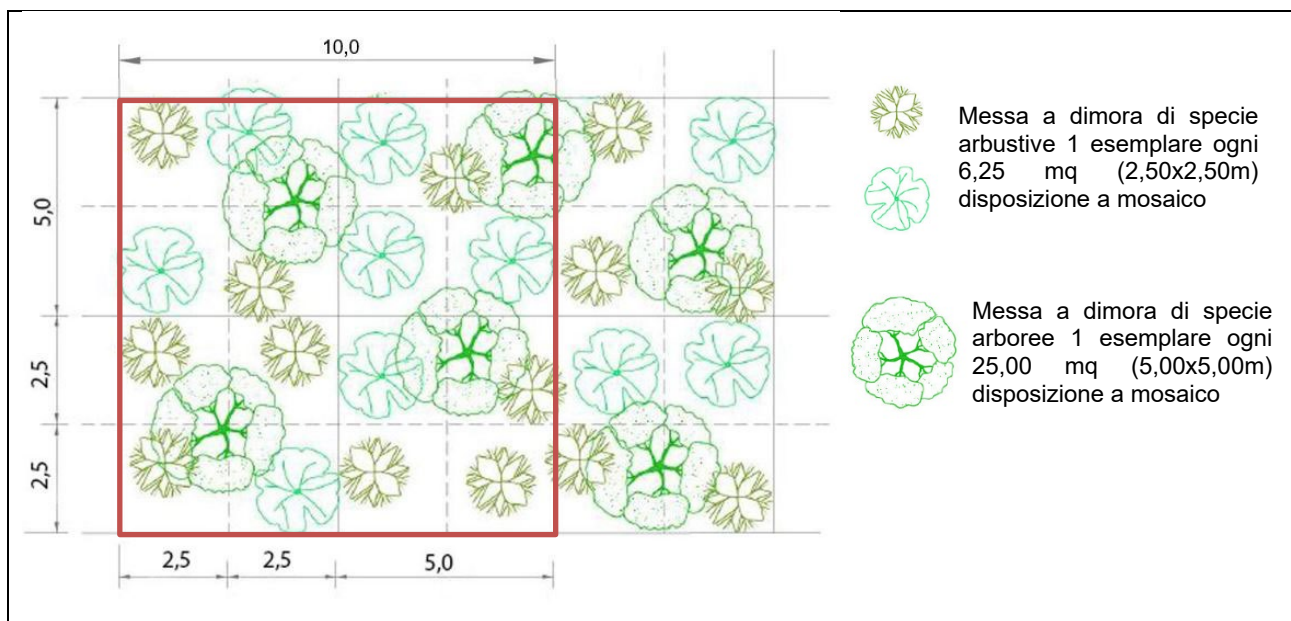 10,0
5,0
2,5
2,5
2,5
2,5
5,0
Messa a dimora di specie
arbustive 1 esemplare ogni
6,25 mq (2,50x2,50m)
disposizione a mosaico
Messa a dimora di specie
arboree 1 esemplare ogni
25,00 mq (5,00x5,00m)
disposizione a mosaico